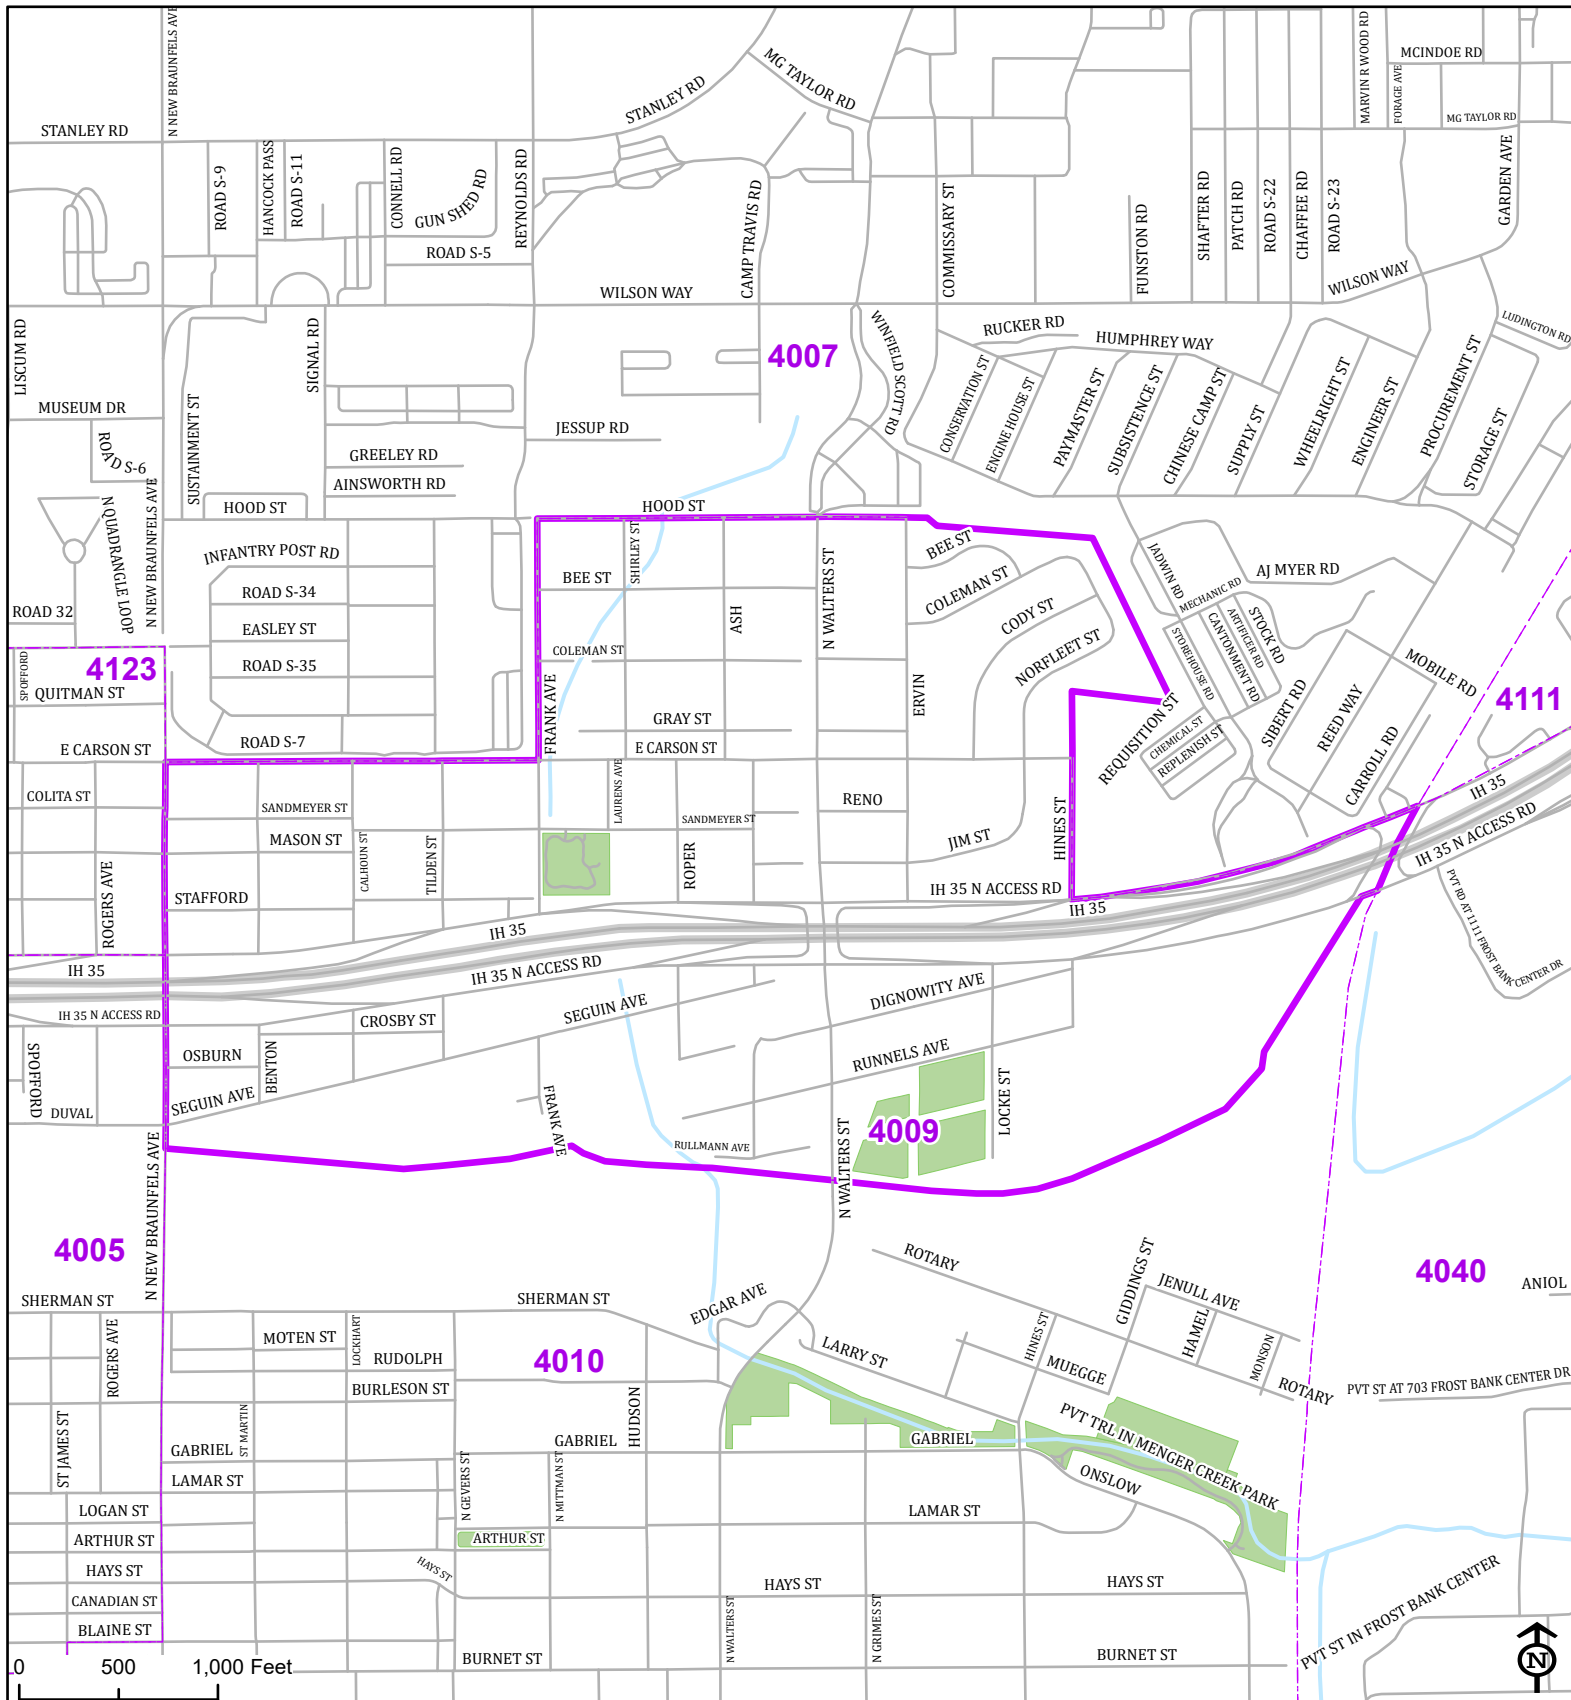 N NEW BRAUNFELS AVE
STANLEY RD
STANLEY RD
MG TAYLOR RD
MCINDOE RD
MARVIN R WOOD RD
FORAGE AVE
MG TAYLOR RD
GARDEN AVE
ROAD S-9
HANCOCK PASS
ROAD S-11
CONNELL RD
GUN SHED RD
REYNOLDS RD
ROAD S-5
CAMP TRAVIS RD
COMMISSARY ST
FUNSTON RD
SHAFTER RD
PATCH RD
ROAD S-22
CHAFFEE RD
ROAD S-23
WILSON WAY
WILSON WAY
LISCUM RD
SIGNAL RD
4007
WINFIELD SCOTT RD
RUCKER RD
HUMPHREY WAY
LUDINGTON RD
MUSEUM DR
SUSTAINMENT ST
JESSUP RD
CONSERVATION ST
ENGINE HOUSE ST
PAYMASTER ST
SUBSISTENCE ST
CHINESE CAMP ST
SUPPLY ST
WHEELRIGHT ST
ENGINEER ST
PROCUREMENT ST
STORAGE ST
ROAD S-6
GREELEY RD
AINSWORTH RD
HOOD ST
HOOD ST
N QUADRANGLE LOOP
N NEW BRAUNFELS AVE
INFANTRY POST RD
ROAD S-34
EASLEY ST
ROAD S-35
ROAD S-7
ROAD 32
SPOFFORD
4123
QUITMAN ST
E CARSON ST
BEE ST
SHIRLEY ST
ASH
N WALTERS ST
BEE ST
COLEMAN ST
CODY ST
NORFLEET ST
COLEMAN ST
FRANK AVE
GRAY ST
E CARSON ST
ERVIN
JADWIN RD
MECHANIC RD
AJ MYER RD
STOCK RD
ARTIFICER RD
CANTONMENT RD
STOREHOUSE RD
REQUISITION ST
CHEMICAL ST
REPLENISH ST
SIBERT RD
REED WAY
MOBILE RD
CARROLL RD
4111
COLITA ST
SANDMEYER ST
MASON ST
CALHOUN ST
TILDEN ST
STAFFORD
ROGERS AVE
LAURENS AVE
SANDMEYER ST
ROPER
RENO
JIM ST
HINES ST
IH 35 N ACCESS RD
IH 35
IH 35
IH 35 N ACCESS RD
IH 35
IH 35 N ACCESS RD
IH 35
IH 35 N ACCESS RD
PVT RD AT 1111 FROST BANK CENTER DR
CROSBY ST
SEGUIN AVE
DIGNOWITY AVE
RUNNELS AVE
SPOFFORD
OSBURN
BENTON
DUVAL
SEGUIN AVE
FRANK AVE
RULLMANN AVE
4009
LOCKE ST
N WALTERS ST
N NEW BRAUNFELS AVE
4005
ROTARY
GIDDINGS ST
4040
ANIOL
JENULL AVE
SHERMAN ST
SHERMAN ST
EDGAR AVE
LARRY ST
HINES ST
MUEGGE
HAMEL
MONSON
ROTARY
PVT ST AT 703 FROST BANK CENTER DR
ROGERS AVE
MOTEN ST
LOCKHART
RUDOLPH
BURLESON ST
4010
HUDSON
ST JAMES ST
ST MARTIN
GABRIEL
LAMAR ST
GABRIEL
GABRIEL
PVT TRL IN MENGER CREEK PARK
ONSLOW
N GEVERS ST
N MITTMAN ST
LOGAN ST
ARTHUR ST
HAYS ST
CANADIAN ST
BLAINE ST
ARTHUR ST
HAYS ST
LAMAR ST
HAYS ST
HAYS ST
N WALTERS ST
N GRIMES ST
BURNET ST
BURNET ST
PVT ST IN FROST BANK CENTER
0 500 1,000 Feet
N